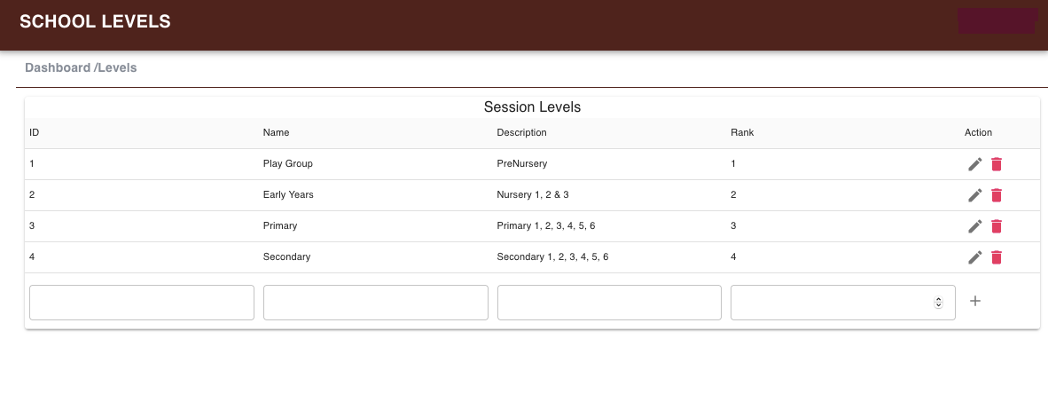 SCHOOL LEVELS
Dashboard /Levels
Session Levels
ID Name Description Rank Action
1 Play Group PreNursery 1
2 Early Years Nursery 1, 2 & 3 2
3 Primary Primary 1, 2, 3, 4, 5, 6 3
4 Secondary Secondary 1, 2, 3, 4, 5, 6 4